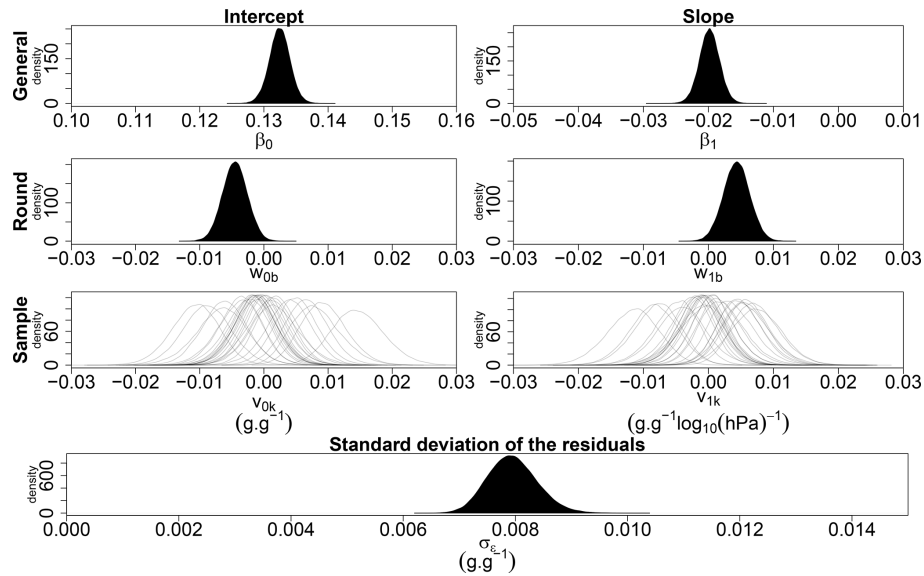 Intercept Slope
General
density
0 150
0.10 0.11 0.12 0.13 0.14 0.15 0.16
β0
density
0 150
−0.05 −0.04 −0.03 −0.02 −0.01 0.00 0.01
β1
Round
density
0 100
−0.03 −0.02 −0.01 0.00 0.01 0.02 0.03
w0b
density
0 100
−0.03 −0.02 −0.01 0.00 0.01 0.02 0.03
w1b
Sample
density
0 60
−0.03 −0.02 −0.01 0.00 0.01 0.02 0.03
v0k
(g.g−1)
density
0 60
−0.03 −0.02 −0.01 0.00 0.01 0.02 0.03
v1k
(g.g−1log10(hPa)−1)
Standard deviation of the residuals
density
0 600
0.000 0.002 0.004 0.006 0.008 0.010 0.012 0.014
σε
(g.g−1)